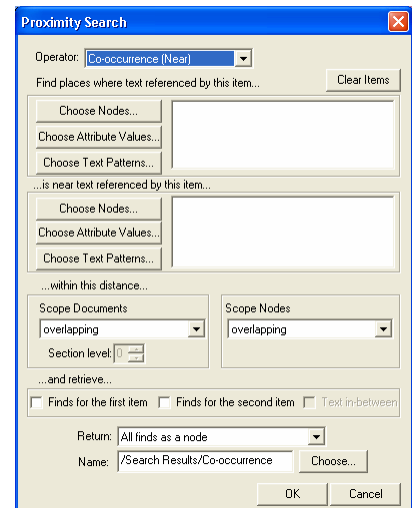 Proximity Search
Operator: Co-occurrence (Near)
Find places where text referenced by this item... Clear Items
Choose Nodes...
Choose Attribute Values...
Choose Text Patterns...
...is near text referenced by this item...
Choose Nodes...
Choose Attribute Values...
Choose Text Patterns...
...within this distance...
Scope Documents Scope Nodes
overlapping overlapping
Section level: 0
...and retrieve...
Finds for the first item Finds for the second item Text in-between
Return: All finds as a node
Name: /Search Results/Co-occurrence Choose...
OK Cancel